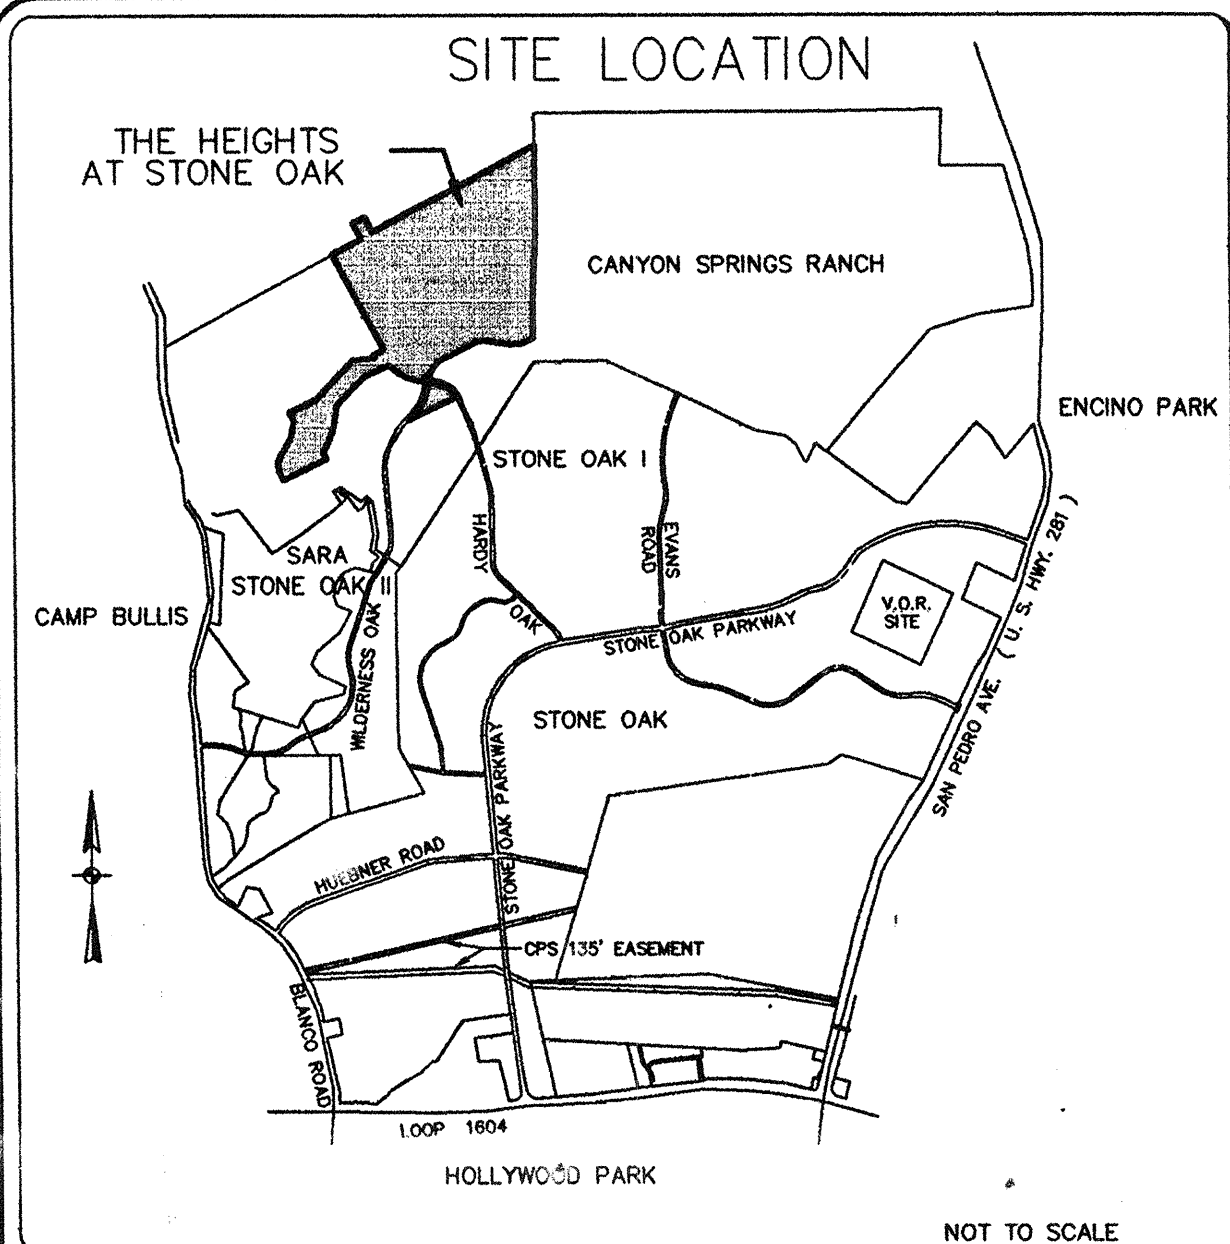 SITE LOCATION
THE HEIGHTS
AT STONE OAK
CANYON SPRINGS RANCH
ENCINO PARK
STONE OAK I
HARDY
OAK
EVANS
ROAD
SARA
STONE OAK II
CAMP BULLIS
WILDERNESS OAK
V.O.R.
SITE
STONE OAK PARKWAY
SAN PEDRO AVE. ( U. S. HWY. 281 )
STONE OAK
STONE OAK PARKWAY
HUEBNER ROAD
CPS 135' EASEMENT
BLANCO ROAD
LOOP 1604
HOLLYWOOD PARK
NOT TO SCALE